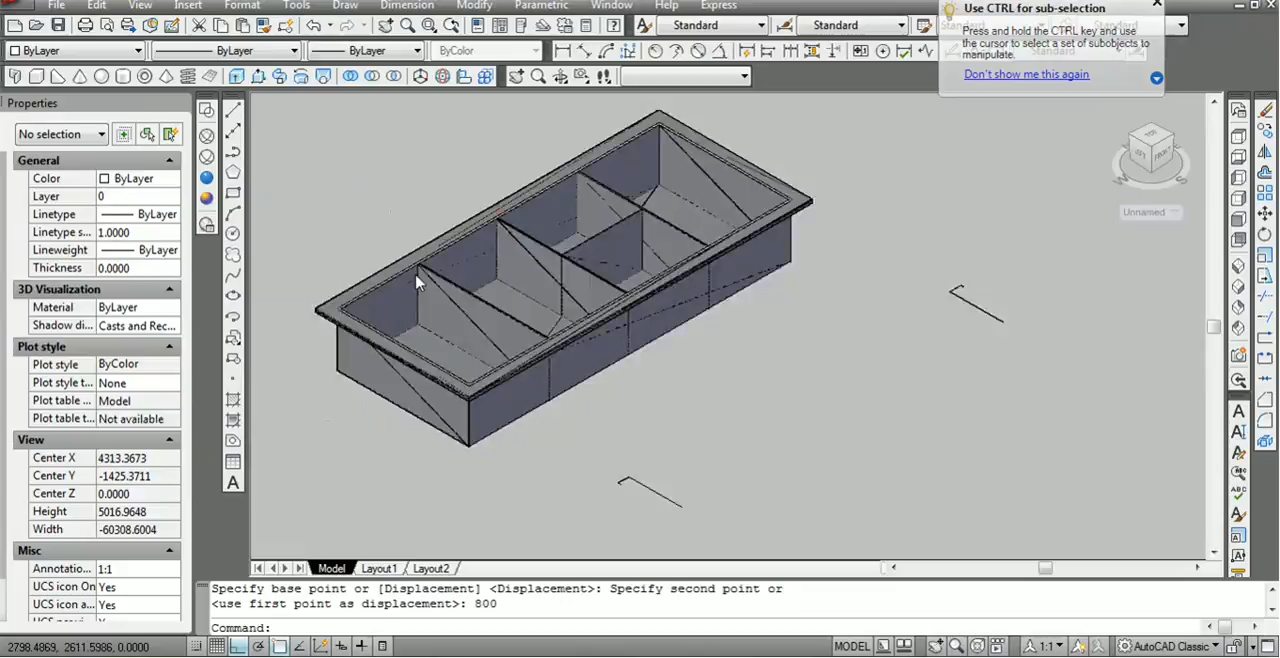 File Edit View Insert Format Tools Draw Dimension Modify Parametric Window Help Express
Standard Standard Standard
ByLayer ByLayer ByLayer ByColor
Use CTRL for sub-selection
Press and hold the CTRL key and use
the cursor to select a set of subobjects to
manipulate.
Don't show me this again
Properties
No selection
General
Color ByLayer
Layer 0
Linetype ByLayer
Linetype s... 1.0000
Lineweight ByLayer
Thickness 0.0000
3D Visualization
Material ByLayer
Shadow di... Casts and Rec...
Plot style
Plot style ByColor
Plot style t... None
Plot table ... Model
Plot table t... Not available
View
Center X 4313.3673
Center Y -1425.3711
Center Z 0.0000
Height 5016.9648
Width -60308.6004
Misc
Annotatio... 1:1
UCS icon On Yes
UCS icon a... Yes
TOP
LEFT FRONT
W S
Unnamed
A
Model Layout1 Layout2
Specify base point or [Displacement] <Displacement>: Specify second point or
<use first point as displacement>: 800
Command:
2798.4869, 2611.5986, 0.0000
MODEL 1:1 AutoCAD Classic